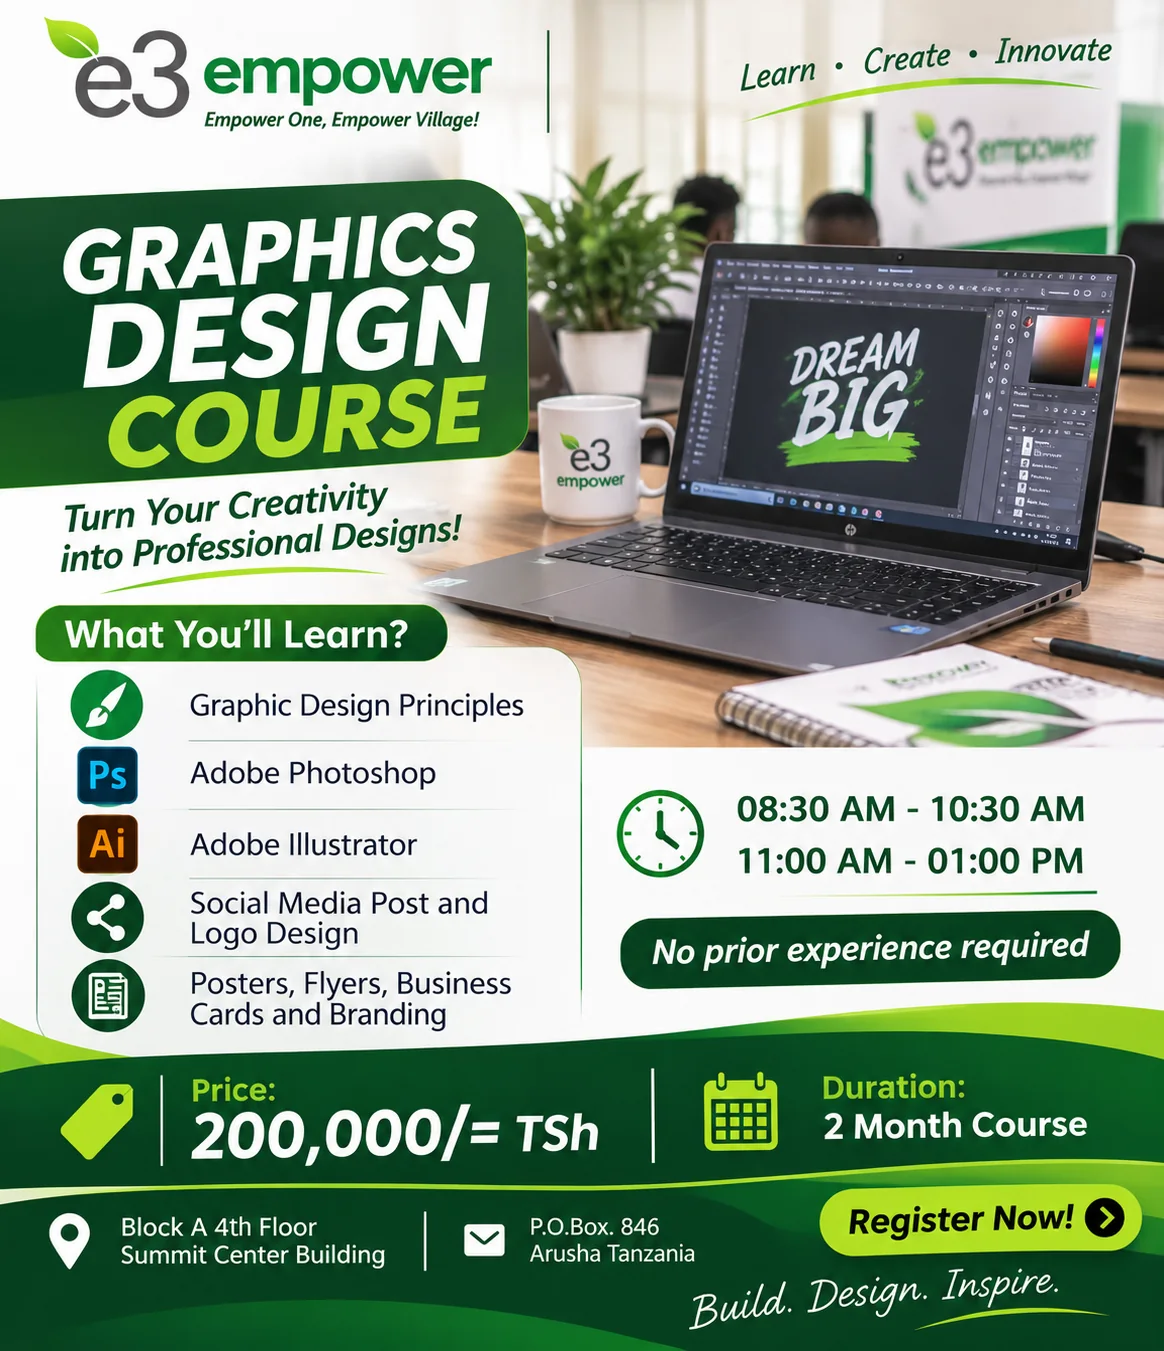 e3 empower
Empower One, Empower Village!
Learn • Create • Innovate
e3 empower
GRAPHICS
DESIGN
COURSE
DREAM
BIG
e3
empower
hp
Turn Your Creativity
into Professional Designs!
What You'll Learn?
Graphic Design Principles
Ps
Adobe Photoshop
Ai
Adobe Illustrator
Social Media Post and
Logo Design
Posters, Flyers, Business
Cards and Branding
08:30 AM - 10:30 AM
11:00 AM - 01:00 PM
No prior experience required
Price:
200,000/= TSh
Duration:
2 Month Course
Block A 4th Floor
Summit Center Building
P.O.Box. 846
Arusha Tanzania
Register Now!
Build. Design. Inspire.